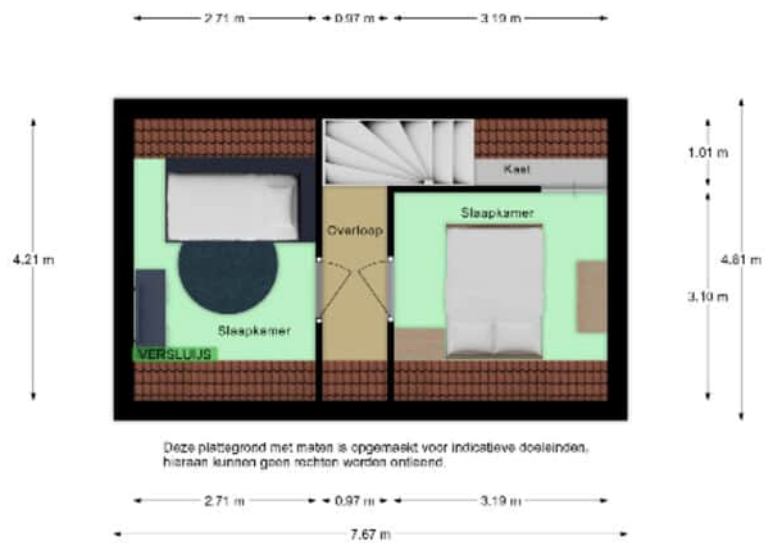 2.71 m
0.97 m
3.19 m
1.01 m
Kast
Slaapkamer
Overloop
4.21 m
4.81 m
3.10 m
Slaapkamer
VERSLUIJS
Deze plattegrond met maten is opgemaakt voor indicatieve doeleinden,
hieraan kunnen geen rechten worden ontleend.
2.71 m
0.97 m
3.19 m
7.67 m